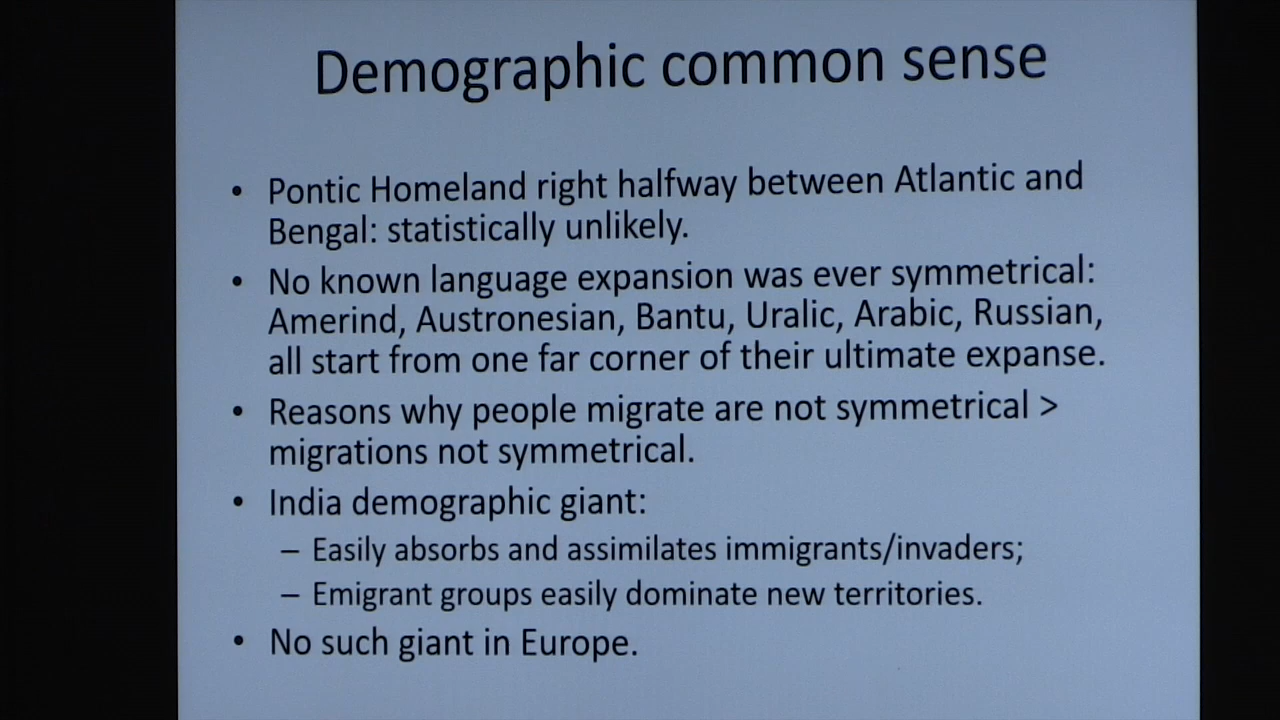 Demographic common sense
• Pontic Homeland right halfway between Atlantic and
Bengal: statistically unlikely.
• No known language expansion was ever symmetrical:
Amerind, Austronesian, Bantu, Uralic, Arabic, Russian,
all start from one far corner of their ultimate expanse.
• Reasons why people migrate are not symmetrical >
migrations not symmetrical.
• India demographic giant:
– Easily absorbs and assimilates immigrants/invaders;
– Emigrant groups easily dominate new territories.
• No such giant in Europe.